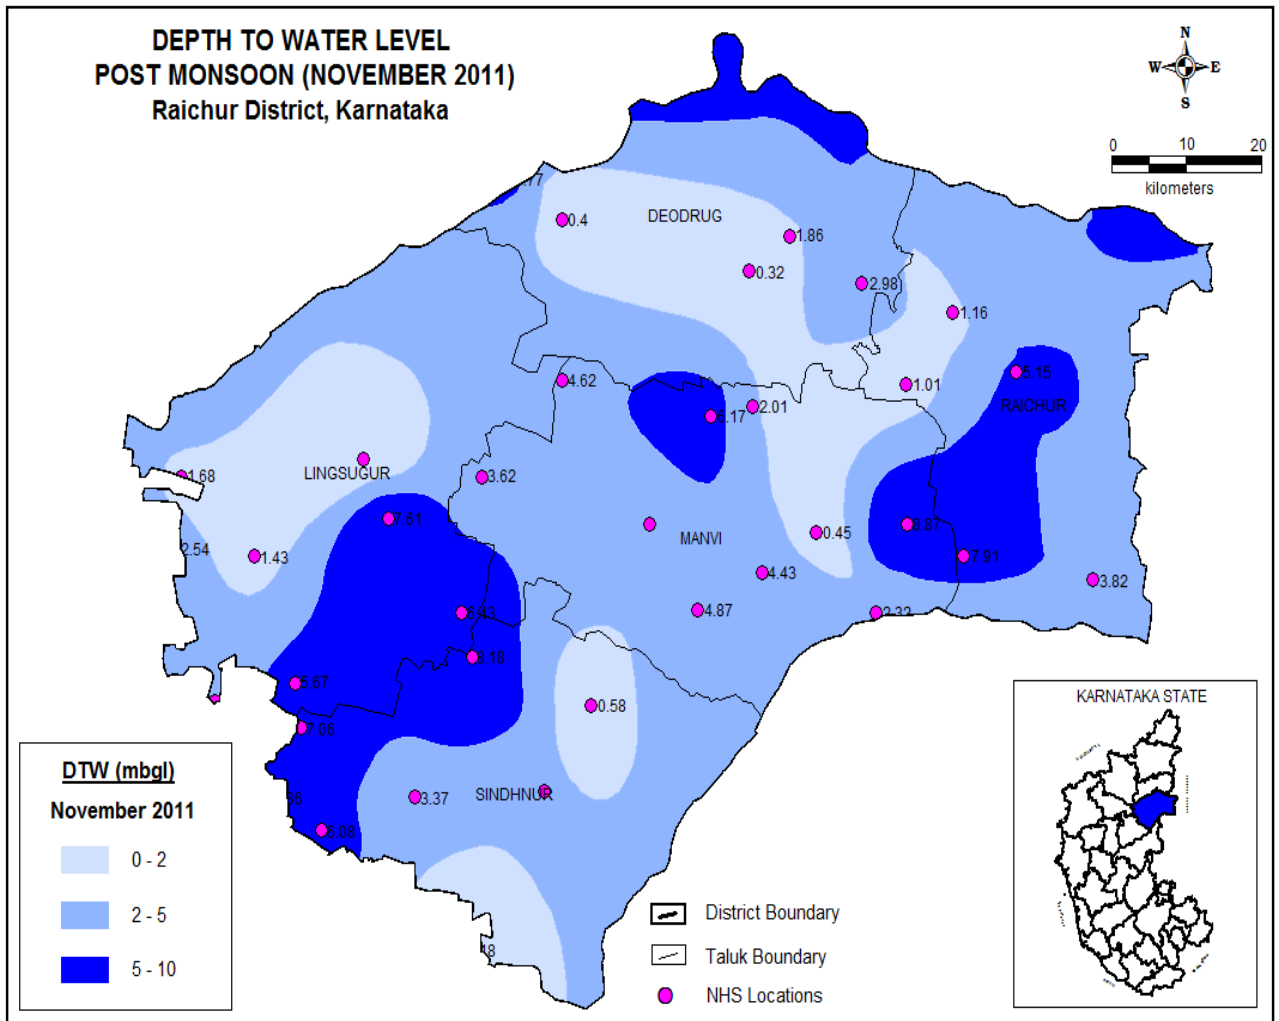 DEPTH TO WATER LEVEL
POST MONSOON (NOVEMBER 2011)
Raichur District, Karnataka
N
W E
S
0 10 20
kilometers
.77
0.4
DEODRUG
1.86
0.32
2.98
1.16
4.62
5.15
1.01
2.01
6.17
RAICHUR
1.68
LINGSUGUR
3.62
7.61
0.45
MANVI
2.54
1.43
7.91
4.43
3.82
4.87
2.32
5.67
0.58
7.06
3.37
SINDHNUR
18
KARNATAKA STATE
DTW (mbgl)
November 2011
0 - 2
2 - 5
5 - 10
District Boundary
Taluk Boundary
NHS Locations